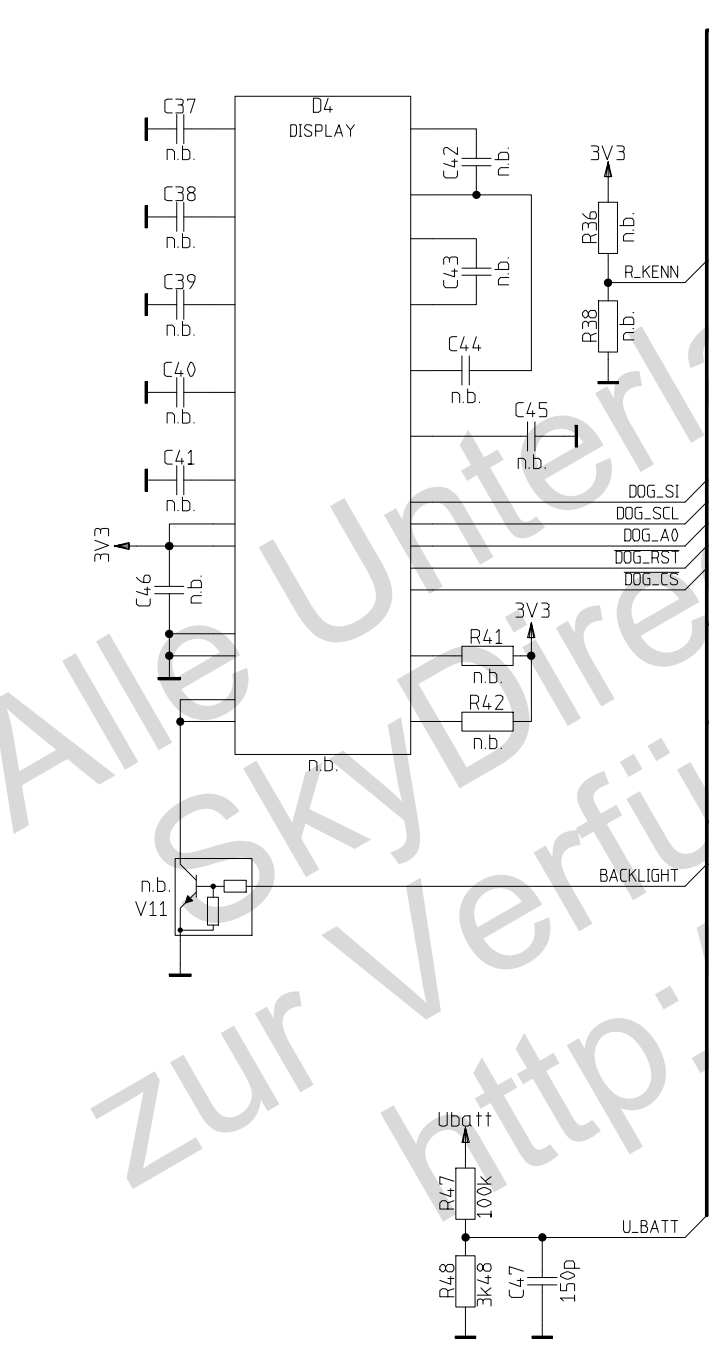 C37
n.b.
D4
DISPLAY
C42
n.b.
3V3
C38
n.b.
R36
n.b.
R_KENN
C39
n.b.
C43
n.b.
R38
n.b.
C40
n.b.
C44
n.b.
C41
n.b.
C45
n.b.
DOG_SI
DOG_SCL
DOG_A0
DOG_RST
DOG_CS
3V3
C46
n.b.
3V3
R41
n.b.
R42
n.b.
n.b.
n.b.
V11
BACKLIGHT
Ubatt
R47
100k
U_BATT
R48
3k48
C47
150p
Alle Unterla
SkyDire
zur Verfü
http: